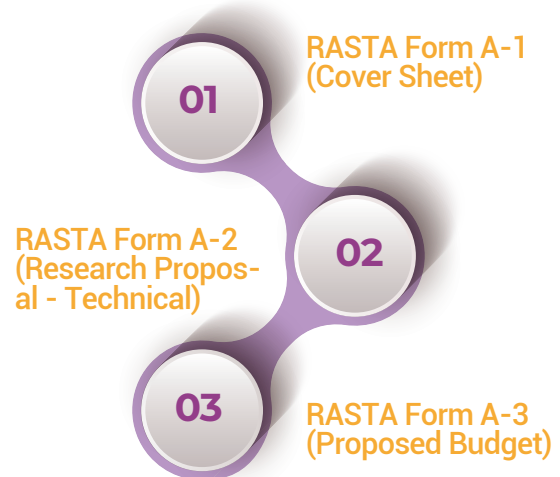 01
RASTA Form A-1
(Cover Sheet)
RASTA Form A-2
(Research Propos-
al - Technical)
02
03
RASTA Form A-3
(Proposed Budget)